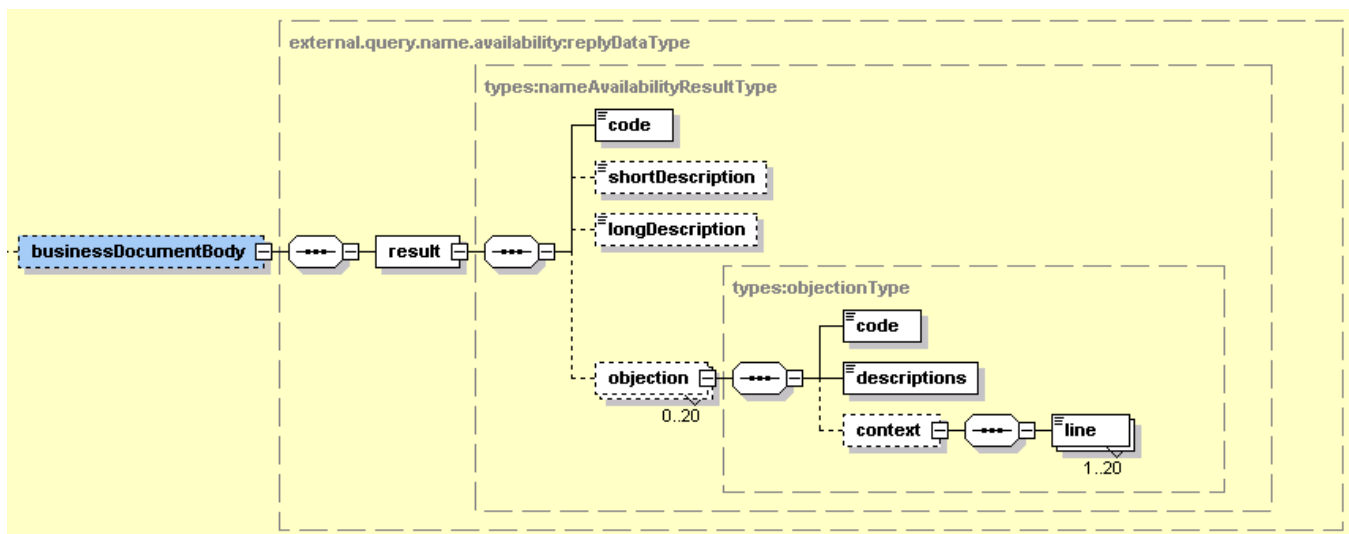 external.query.name.availability:replyDataType
types:nameAvailabilityResultType
code
shortDescription
longDescription
businessDocumentBody
result
types:objectionType
code
objection
descriptions
0..20
context
line
1..20